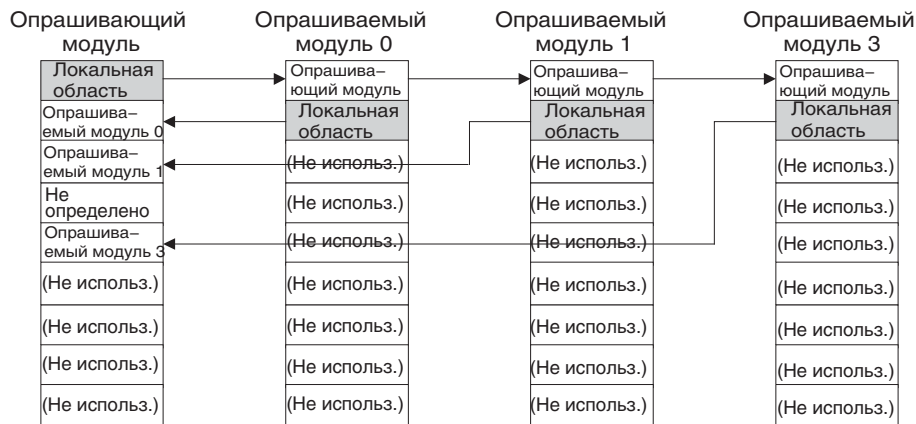 Опрашивающий модуль
Опрашиваемый модуль 0
Опрашиваемый модуль 1
Опрашиваемый модуль 3
Локальная
область
Опрашива–
емый модуль 0
Опрашива–
емый модуль 1
Не
определено
Опрашива–
емый модуль 3
(Не использ.)
(Не использ.)
(Не использ.)
(Не использ.)
Опрашива–
ющий модуль
Локальная
область
(Не использ.)
(Не использ.)
(Не использ.)
(Не использ.)
(Не использ.)
(Не использ.)
(Не использ.)
Опрашива–
ющий модуль
Локальная
область
(Не использ.)
(Не использ.)
(Не использ.)
(Не использ.)
(Не использ.)
(Не использ.)
(Не использ.)
Опрашива–
ющий модуль
Локальная
область
(Не использ.)
(Не использ.)
(Не использ.)
(Не использ.)
(Не использ.)
(Не использ.)
(Не использ.)